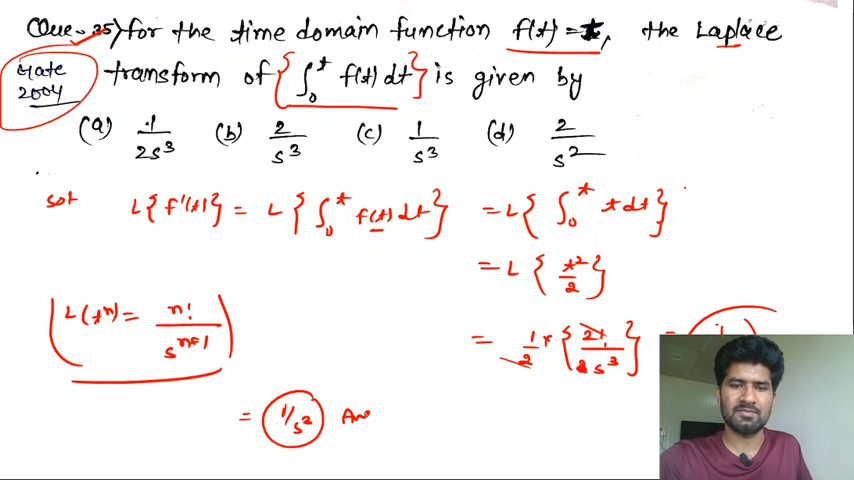 Que-35) for the time domain function f(t) = t, the Laplace
Gate 2004
transform of { ∫₀ᵗ f(t) dt } is given by
(a) 1/2s³ (b) 2/s³ (c) 1/s³ (d) 2/s²
sol L{f'(t)} = L{ ∫₀ᵗ f(t) dt } = L{ ∫₀ᵗ t dt }
= L{ t²/2 }
L(tⁿ) = n!/sⁿ⁺¹
= 1/2 * { 2!/s³ } =
= 1/s² Ans